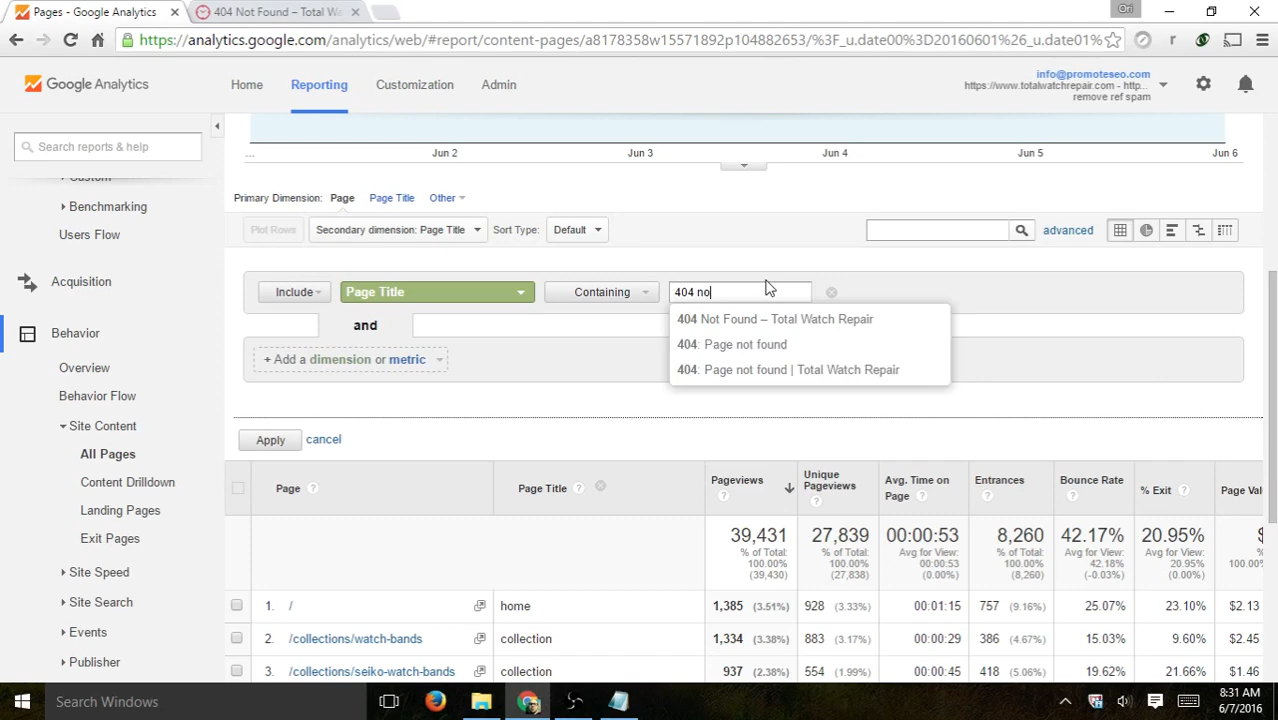 Pages - Google Analytics
404 Not Found – Total Wa
Ori
https://analytics.google.com/analytics/web/#report/content-pages/a8178358w15571892p104882653/%3F_u.date00%3D20160601%26_u.date01%
Google Analytics
Home
Reporting
Customization
Admin
info@promoteseo.com
https://www.totalwatchrepair.com - http...
remove ref spam
Search reports & help
Custom
Benchmarking
Users Flow
Acquisition
Behavior
Overview
Behavior Flow
Site Content
All Pages
Content Drilldown
Landing Pages
Exit Pages
Site Speed
Site Search
Events
Publisher
...
Jun 2
Jun 3
Jun 4
Jun 5
Jun 6
Primary Dimension: Page Page Title Other
Plot Rows
Secondary dimension: Page Title
Sort Type: Default
advanced
Include
Page Title
Containing
404 no
404 Not Found – Total Watch Repair
404: Page not found
404: Page not found | Total Watch Repair
and
+ Add a dimension or metric
Apply cancel
Page ?
Page Title ?
Pageviews ?
Unique Pageviews ?
Avg. Time on Page ?
Entrances ?
Bounce Rate ?
% Exit ?
Page Val
39,431
% of Total:
100.00%
(39,430)
27,839
% of Total:
100.00%
(27,838)
00:00:53
Avg for View:
00:00:53
(0.00%)
8,260
% of Total:
100.00%
(8,260)
42.17%
Avg for View:
42.18%
(-0.03%)
20.95%
Avg for View:
20.95%
(0.00%)
$
% o
100.00%
1. / home 1,385 (3.51%) 928 (3.33%) 00:01:15 757 (9.16%) 25.07% 23.10% $2.13
2. /collections/watch-bands collection 1,334 (3.38%) 883 (3.17%) 00:00:29 386 (4.67%) 15.03% 9.60% $2.45
3. /collections/seiko-watch-bands collection 937 (2.38%) 554 (1.99%) 00:00:45 418 (5.06%) 19.62% 21.66% $1.46
Search Windows
8:31 AM
6/7/2016